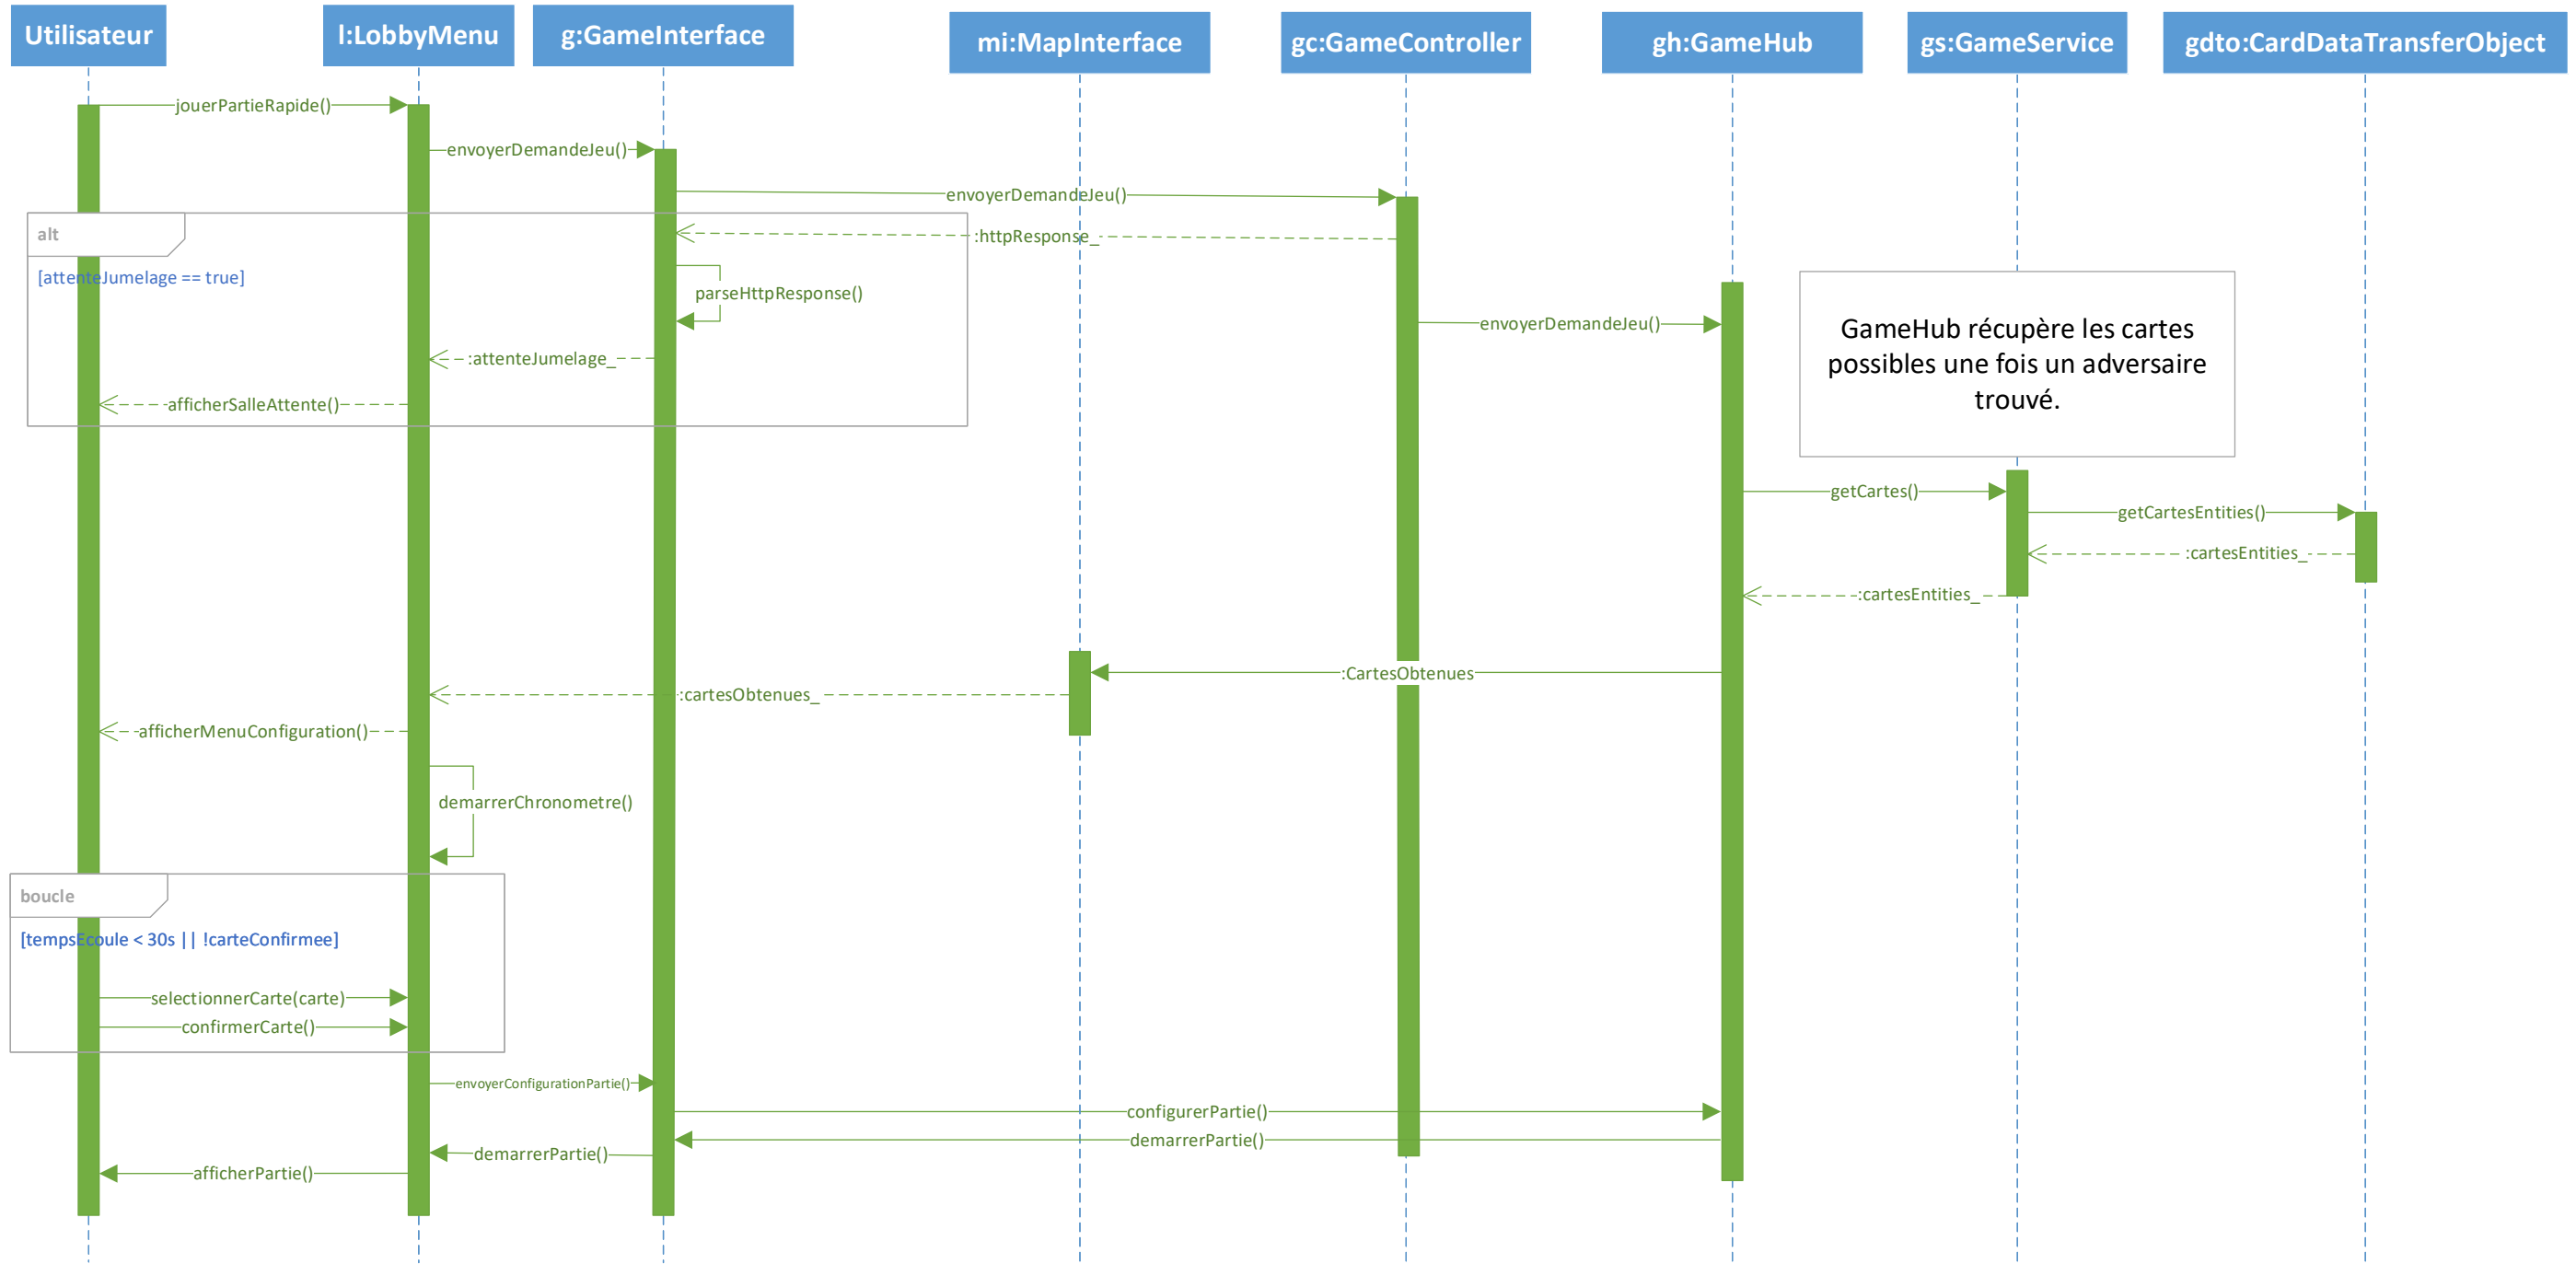 Utilisateur
l:LobbyMenu
g:GameInterface
mi:MapInterface
gc:GameController
gh:GameHub
gs:GameService
gdto:CardDataTransferObject
jouerPartieRapide()
envoyerDemandeJeu()
envoyerDemandeJeu()
alt
:httpResponse_
[attenteJumelage == true]
parseHttpResponse()
envoyerDemandeJeu()
GameHub récupère les cartes
possibles une fois un adversaire
trouvé.
:attenteJumelage_
afficherSalleAttente()
getCartes()
getCartesEntities()
:cartesEntities_
:cartesEntities_
:CartesObtenues
:cartesObtenues_
afficherMenuConfiguration()
demarrerChronometre()
boucle
[tempsEcoule < 30s || !carteConfirmee]
selectionnerCarte(carte)
confirmerCarte()
envoyerConfigurationPartie()
configurerPartie()
demarrerPartie()
demarrerPartie()
afficherPartie()